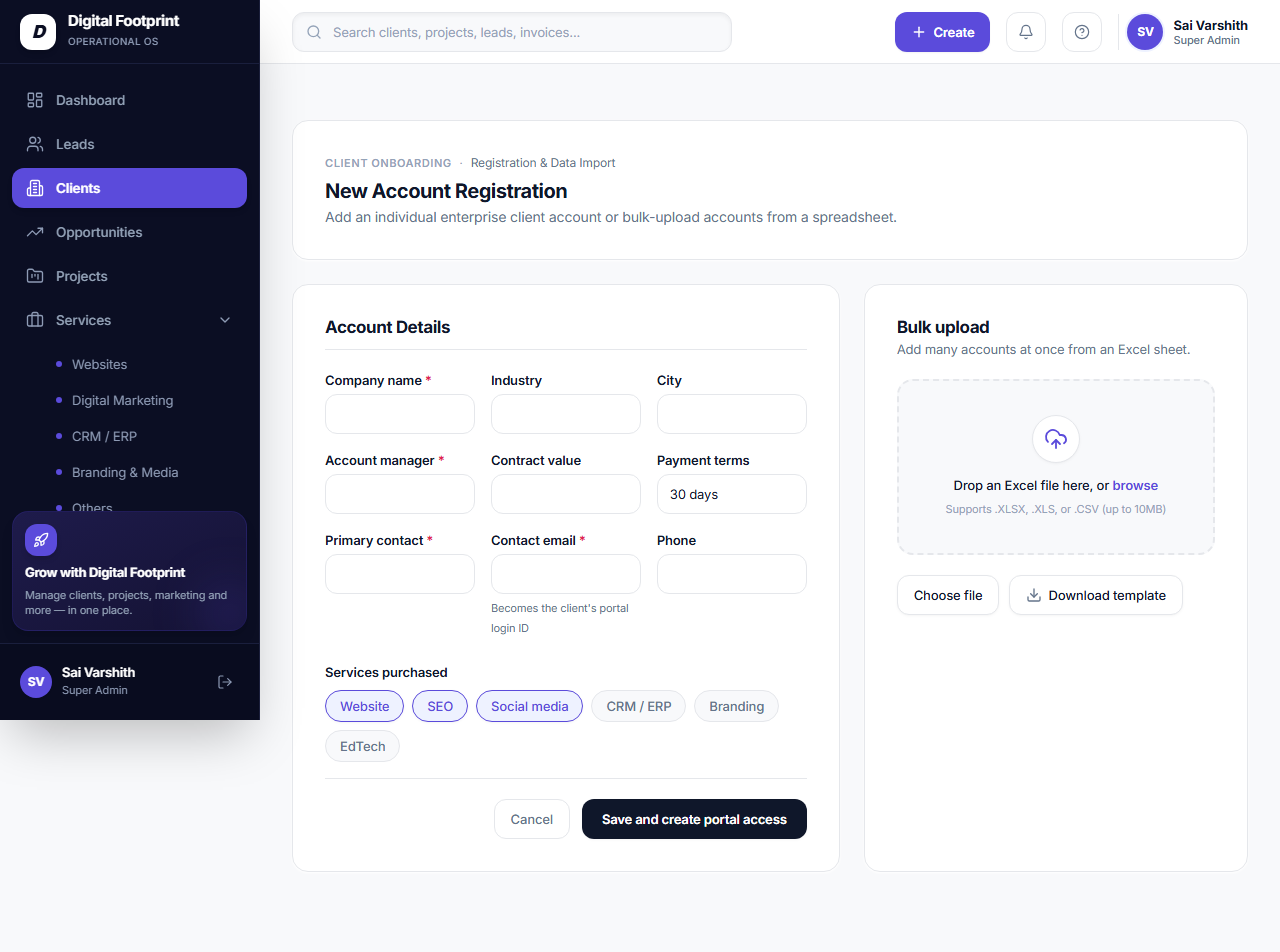 D
Digital Footprint
OPERATIONAL OS
Dashboard
Leads
Clients
Opportunities
Projects
Services
Websites
Digital Marketing
CRM / ERP
Branding & Media
Others
Grow with Digital Footprint
Manage clients, projects, marketing and
more — in one place.
SV
Sai Varshith
Super Admin
Search clients, projects, leads, invoices...
Create
SV
Sai Varshith
Super Admin
CLIENT ONBOARDING · Registration & Data Import
New Account Registration
Add an individual enterprise client account or bulk-upload accounts from a spreadsheet.
Account Details
Company name * Industry City
Account manager * Contract value Payment terms
30 days
Primary contact * Contact email * Phone
Becomes the client's portal
login ID
Services purchased
Website SEO Social media CRM / ERP Branding
EdTech
Cancel Save and create portal access
Bulk upload
Add many accounts at once from an Excel sheet.
Drop an Excel file here, or browse
Supports .XLSX, .XLS, or .CSV (up to 10MB)
Choose file Download template